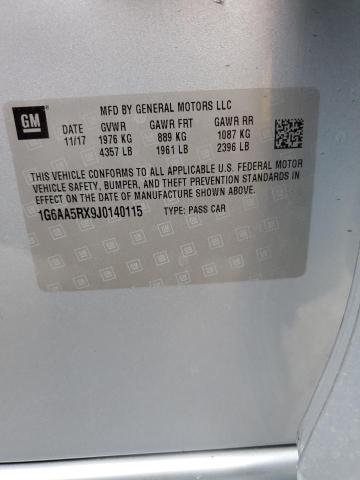 GM
MFD BY GENERAL MOTORS LLC
DATE GVWR GAWR FRT GAWR RR
11/17 1976 KG 889 KG 1087 KG
4357 LB 1961 LB 2396 LB
THIS VEHICLE CONFORMS TO ALL APPLICABLE U.S. FEDERAL MOTOR
VEHICLE SAFETY, BUMPER, AND THEFT PREVENTION STANDARDS IN
EFFECT ON THE DATE OF MANUFACTURE SHOWN ABOVE.
1G6AA5RX9J0140115 TYPE: PASS CAR